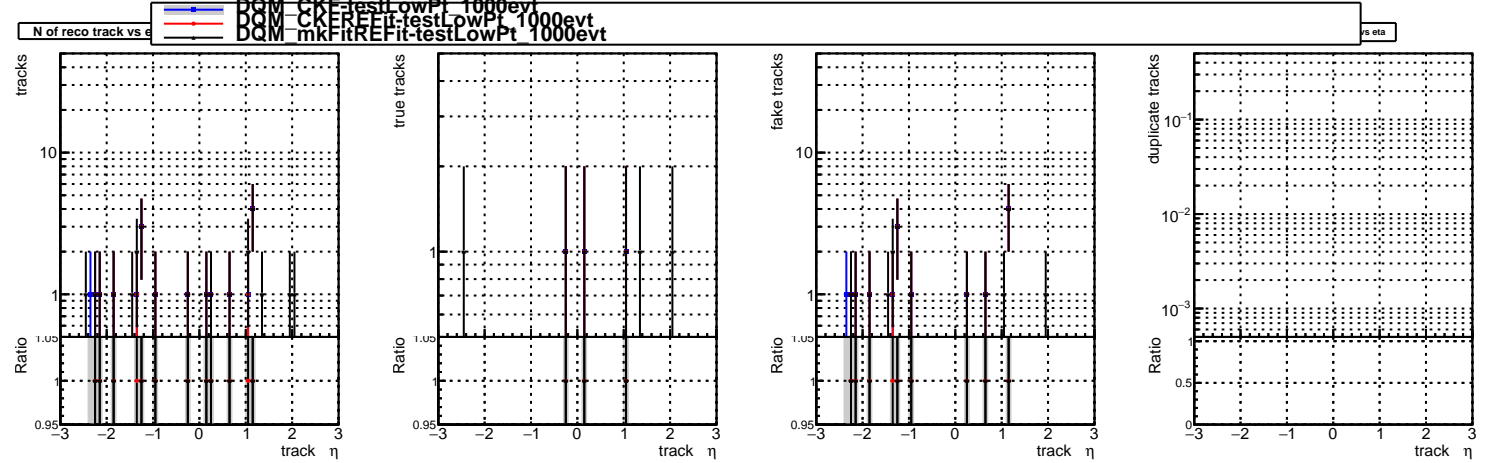 DQM_CKF-testLowPt_1000evt
DQM_CKFREFit-testLowPt_1000evt
DQM_mkFitREFit-testLowPt_1000evt
N of reco track vs e
vs eta
tracks
10
1
1.05
Ratio
1
0.95
−3 −2 −1 0 1 2 3
track η
true tracks
1
1.05
Ratio
1
0.95
−3 −2 −1 0 1 2 3
track η
fake tracks
10
1
1.05
Ratio
1
0.95
−3 −2 −1 0 1 2 3
track η
duplicate tracks
10−1
10−2
10−3
Ratio
1
0.5
0
−3 −2 −1 0 1 2 3
track η